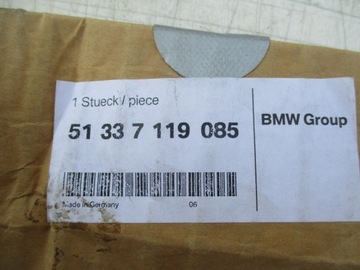 1 Stueck / piece
51 33 7 119 085
BMW Group
Made in Germany 06